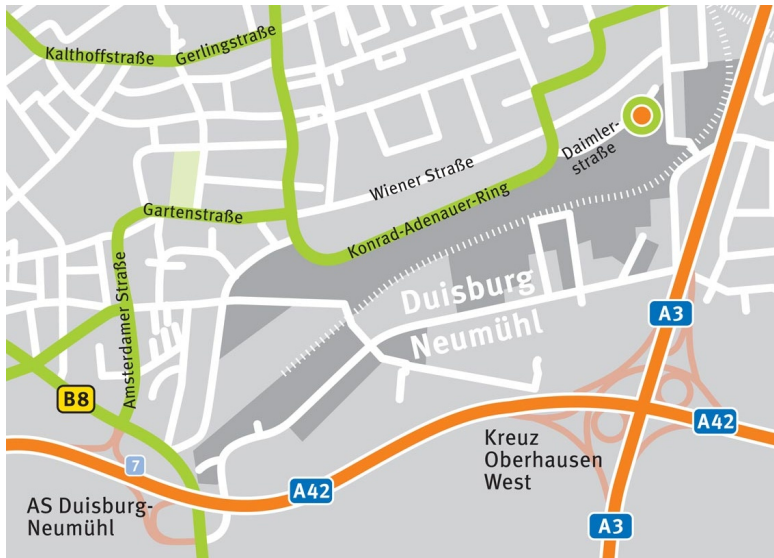 Kalthoffstraße
Gerlingstraße
Wiener Straße
Daimler-
straße
Gartenstraße
Konrad-Adenauer-Ring
Amsterdamer Straße
Duisburg
Neumühl
A3
B8
A42
Kreuz
Oberhausen
West
7
A42
AS Duisburg-
Neumühl
A3